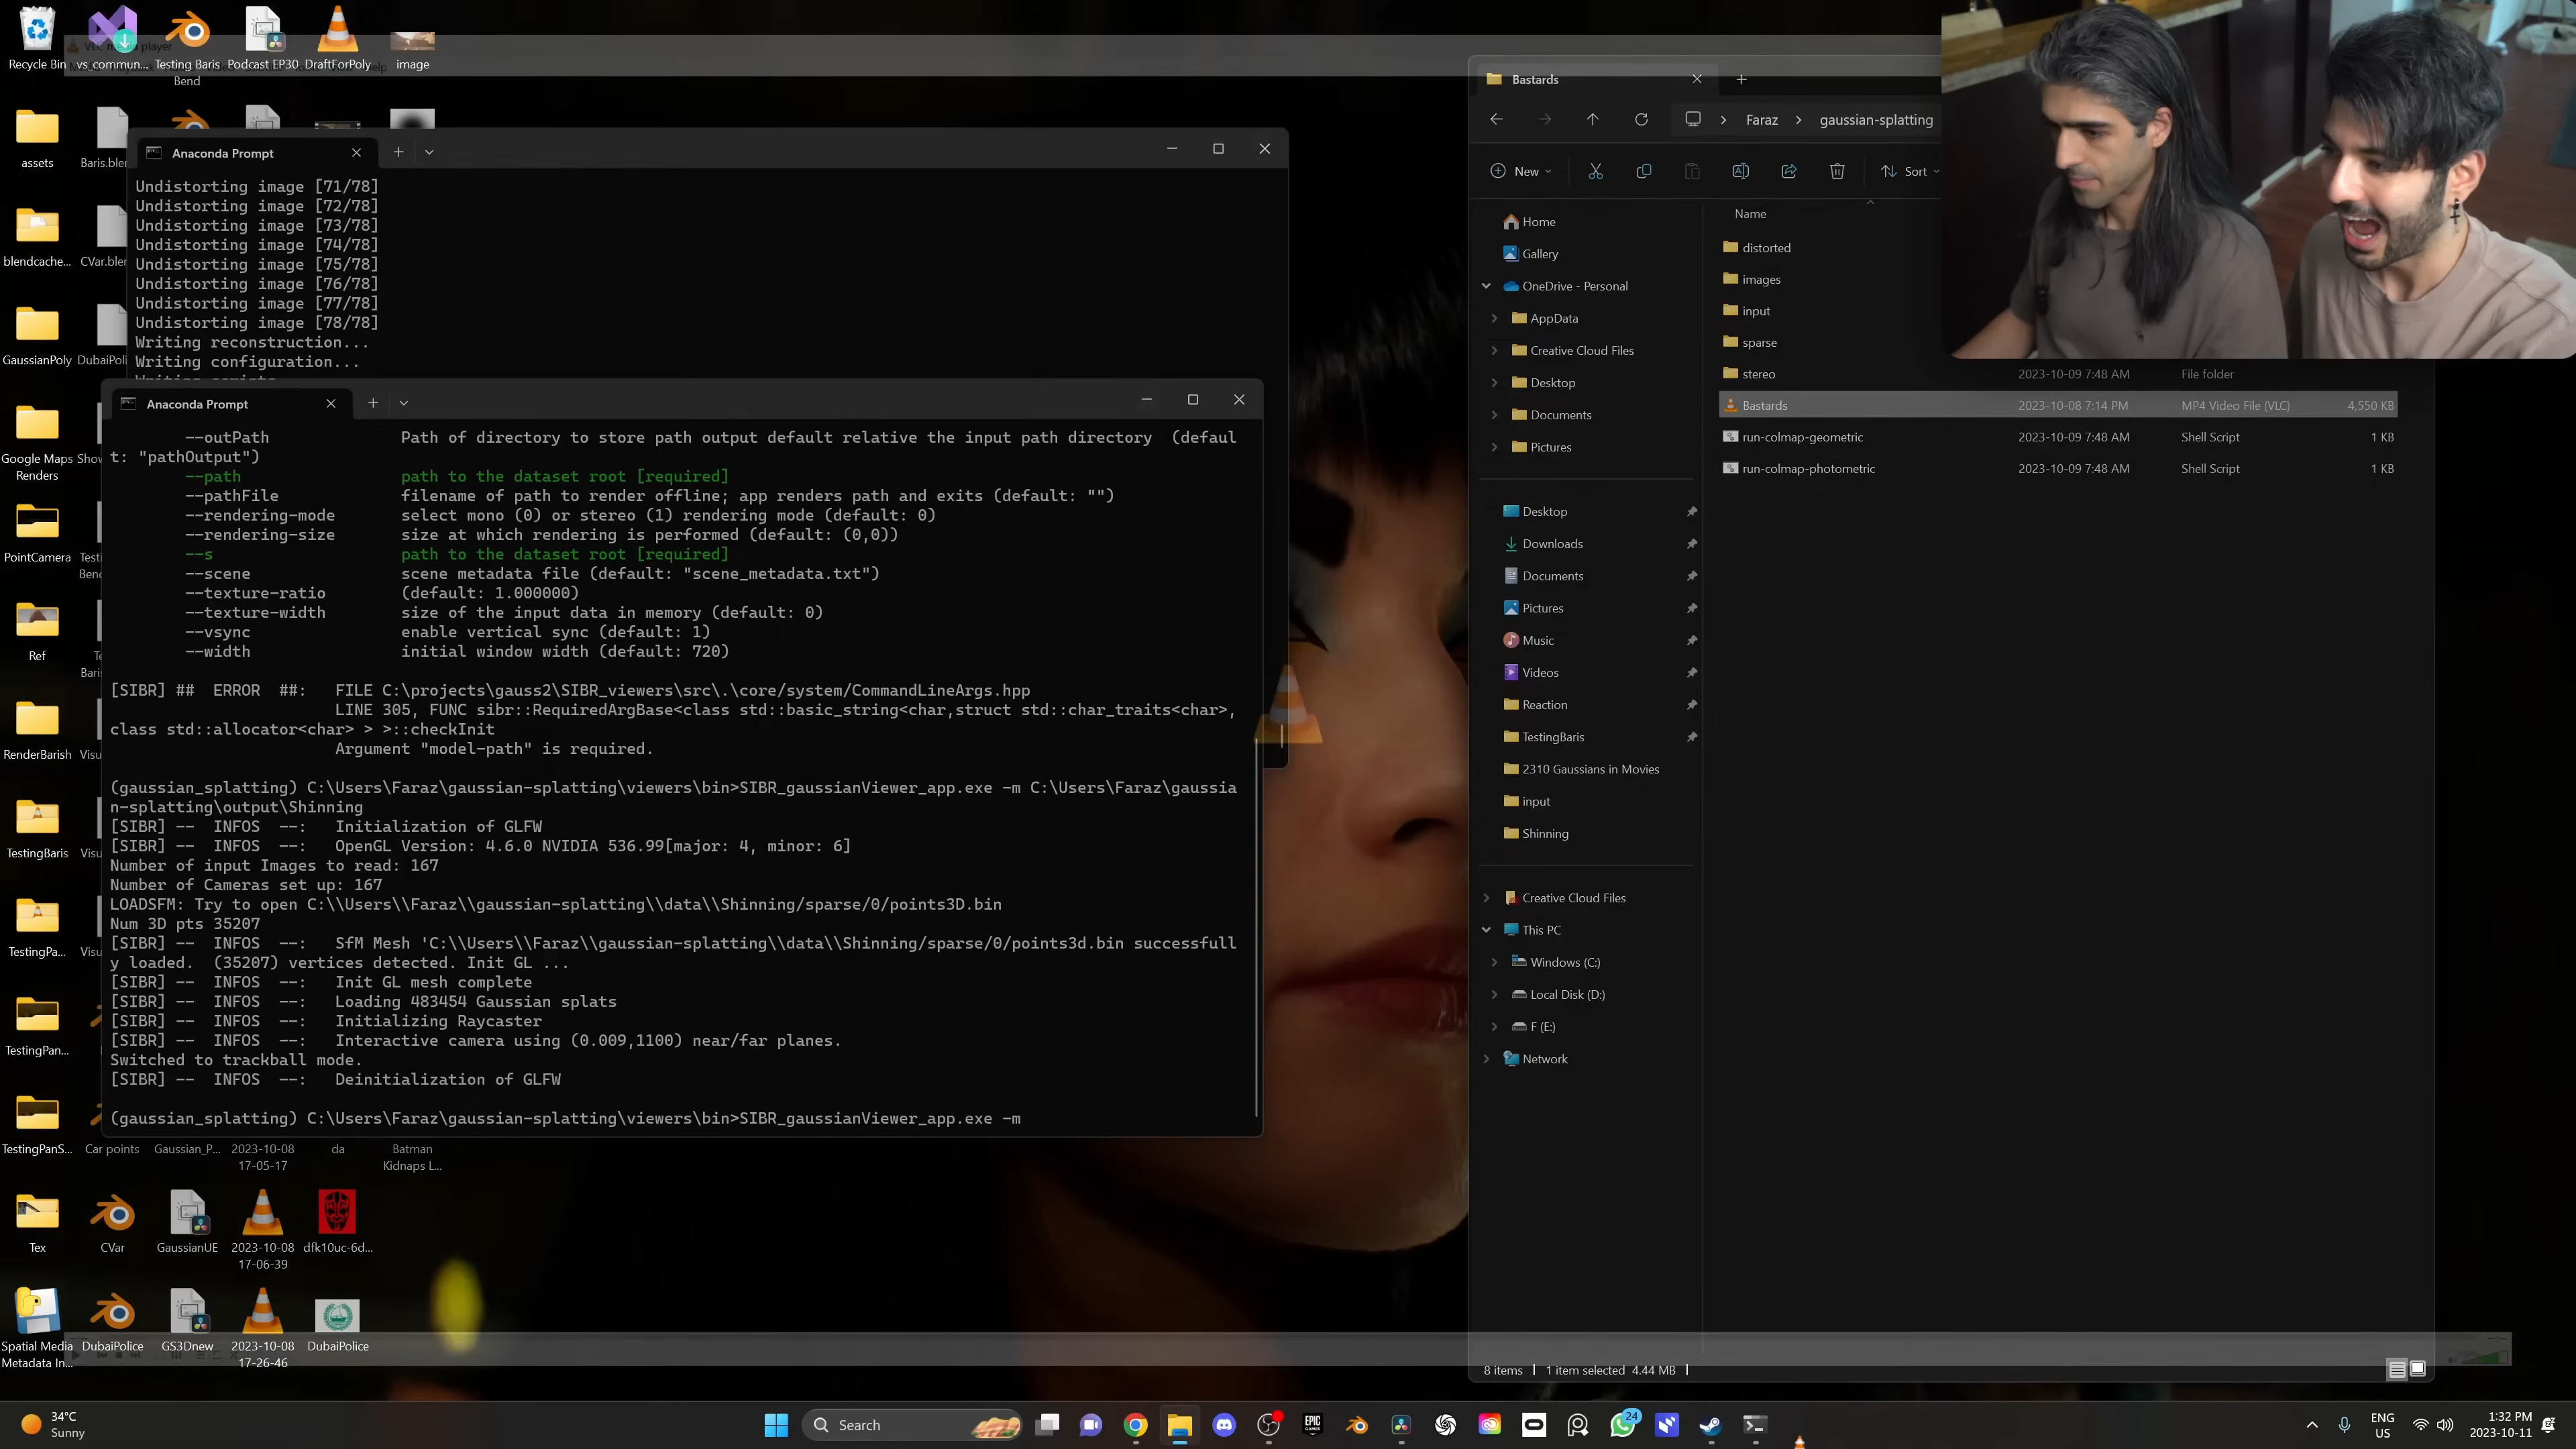 Recycle Bin
vs_commun...
Testing Baris Bend
Podcast EP30
DraftForPoly
image
VLC media player
assets
Baris.blen
blendcache...
CVar.blen
GaussianPoly
DubaiPolic
Google Maps Renders
Show
PointCamera
Ref
RenderBarish
Visu
TestingBaris
Visu
TestingPa...
Visu
TestingPan...
TestingPanS...
Car points
Gaussian_P...
2023-10-08 17-05-17
da
Batman Kidnaps L...
Tex
CVar
GaussianUE
2023-10-08 17-06-39
dfk10uc-6d...
Spatial Media Metadata In...
DubaiPolice
GS3Dnew
2023-10-08 17-26-46
DubaiPolice
Anaconda Prompt
Undistorting image [71/78]
Undistorting image [72/78]
Undistorting image [73/78]
Undistorting image [74/78]
Undistorting image [75/78]
Undistorting image [76/78]
Undistorting image [77/78]
Undistorting image [78/78]
Writing reconstruction...
Writing configuration...
Anaconda Prompt
--outPath Path of directory to store path output default relative the input path directory (defaul
t: "pathOutput")
--path path to the dataset root [required]
--pathFile filename of path to render offline; app renders path and exits (default: "")
--rendering-mode select mono (0) or stereo (1) rendering mode (default: 0)
--rendering-size size at which rendering is performed (default: (0,0))
--s path to the dataset root [required]
--scene scene metadata file (default: "scene_metadata.txt")
--texture-ratio (default: 1.000000)
--texture-width size of the input data in memory (default: 0)
--vsync enable vertical sync (default: 1)
--width initial window width (default: 720)
[SIBR] ## ERROR ##: FILE C:\projects\gauss2\SIBR_viewers\src\.\core/system/CommandLineArgs.hpp
LINE 305, FUNC sibr::RequiredArgBase<class std::basic_string<char,struct std::char_traits<char>,
class std::allocator<char> > >::checkInit
Argument "model-path" is required.
(gaussian_splatting) C:\Users\Faraz\gaussian-splatting\viewers\bin>SIBR_gaussianViewer_app.exe -m C:\Users\Faraz\gaussia
n-splatting\output\Shinning
[SIBR] -- INFOS --: Initialization of GLFW
[SIBR] -- INFOS --: OpenGL Version: 4.6.0 NVIDIA 536.99[major: 4, minor: 6]
Number of input Images to read: 167
Number of Cameras set up: 167
LOADSFM: Try to open C:\\Users\\Faraz\\gaussian-splatting\\data\\Shinning/sparse/0/points3D.bin
Num 3D pts 35207
[SIBR] -- INFOS --: SfM Mesh 'C:\\Users\\Faraz\\gaussian-splatting\\data\\Shinning/sparse/0/points3d.bin successfull
y loaded. (35207) vertices detected. Init GL ...
[SIBR] -- INFOS --: Init GL mesh complete
[SIBR] -- INFOS --: Loading 483454 Gaussian splats
[SIBR] -- INFOS --: Initializing Raycaster
[SIBR] -- INFOS --: Interactive camera using (0.009,1100) near/far planes.
Switched to trackball mode.
[SIBR] -- INFOS --: Deinitialization of GLFW
(gaussian_splatting) C:\Users\Faraz\gaussian-splatting\viewers\bin>SIBR_gaussianViewer_app.exe -m
Bastards
Faraz > gaussian-splatting
New
Sort
Home
Gallery
OneDrive - Personal
AppData
Creative Cloud Files
Desktop
Documents
Pictures
Desktop
Downloads
Documents
Pictures
Music
Videos
Reaction
TestingBaris
2310 Gaussians in Movies
input
Shinning
Creative Cloud Files
This PC
Windows (C:)
Local Disk (D:)
F (E:)
Network
Name
distorted
images
input
sparse
stereo 2023-10-09 7:48 AM File folder
Bastards 2023-10-08 7:14 PM MP4 Video File (VLC) 4,550 KB
run-colmap-geometric 2023-10-09 7:48 AM Shell Script 1 KB
run-colmap-photometric 2023-10-09 7:48 AM Shell Script 1 KB
8 items 1 item selected 4.44 MB
34°C
Sunny
Search
EPIC GAMES
24
ENG
US
1:32 PM
2023-10-11